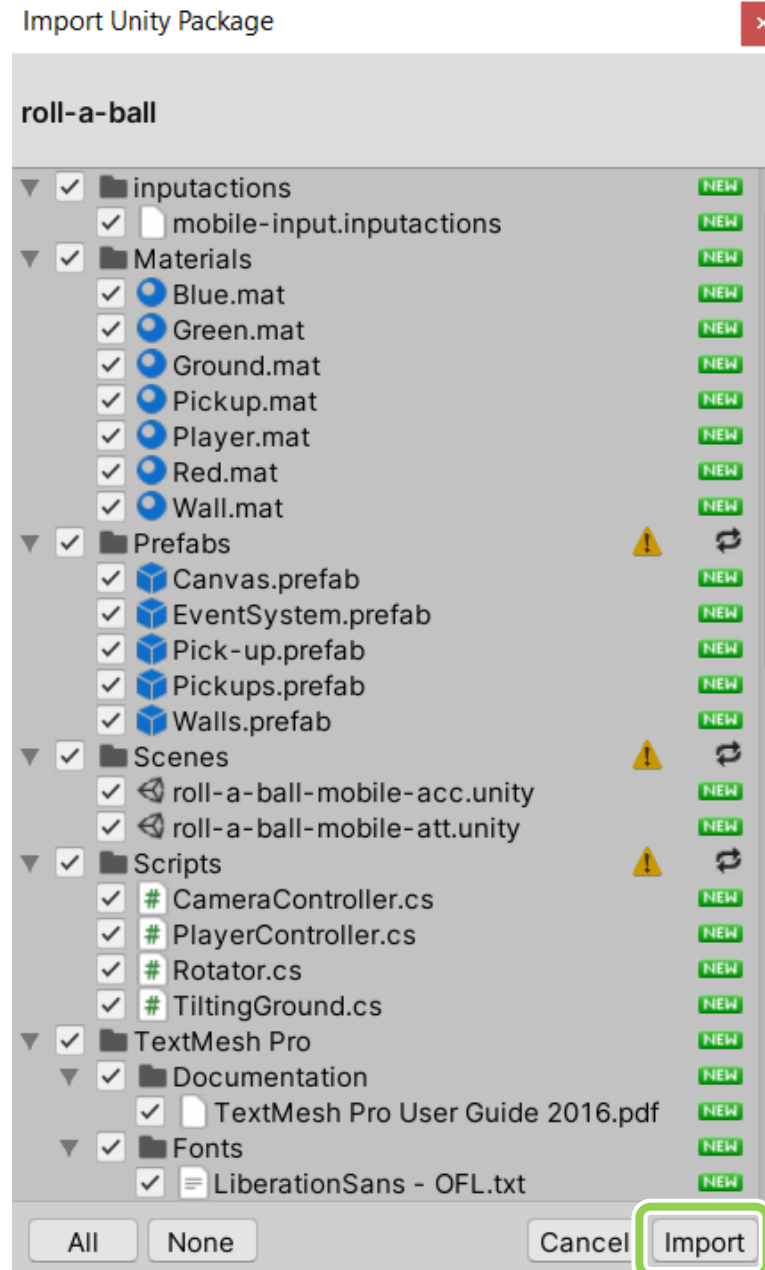 Import Unity Package
x
roll-a-ball
inputactions NEW
mobile-input.inputactions NEW
Materials NEW
Blue.mat NEW
Green.mat NEW
Ground.mat NEW
Pickup.mat NEW
Player.mat NEW
Red.mat NEW
Wall.mat NEW
Prefabs
Canvas.prefab NEW
EventSystem.prefab NEW
Pick-up.prefab NEW
Pickups.prefab NEW
Walls.prefab NEW
Scenes
roll-a-ball-mobile-acc.unity NEW
roll-a-ball-mobile-att.unity NEW
Scripts
# CameraController.cs NEW
# PlayerController.cs NEW
# Rotator.cs NEW
# TiltingGround.cs NEW
TextMesh Pro NEW
Documentation NEW
TextMesh Pro User Guide 2016.pdf NEW
Fonts NEW
LiberationSans - OFL.txt NEW
All None Cancel Import